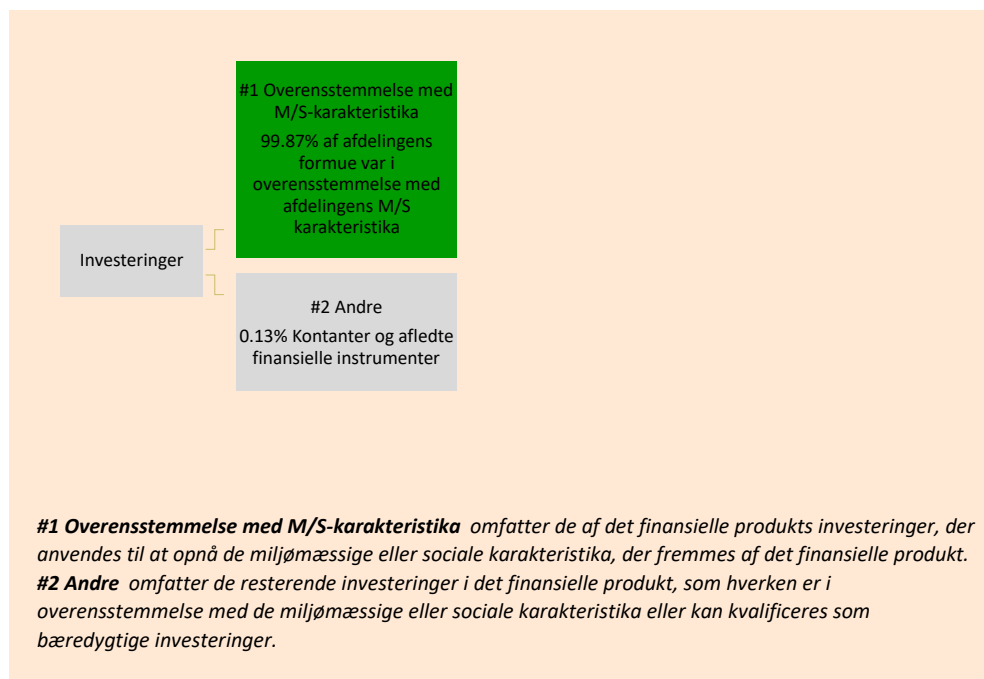 #1 Overensstemmelse med
M/S-karakteristika
99.87% af afdelingens
formue var i
overensstemmelse med
afdelingens M/S
karakteristika
Investeringer
#2 Andre
0.13% Kontanter og afledte
finansielle instrumenter
#1 Overensstemmelse med M/S-karakteristika omfatter de af det finansielle produkts investeringer, der
anvendes til at opnå de miljømæssige eller sociale karakteristika, der fremmes af det finansielle produkt.
#2 Andre omfatter de resterende investeringer i det finansielle produkt, som hverken er i
overensstemmelse med de miljømæssige eller sociale karakteristika eller kan kvalificeres som
bæredygtige investeringer.